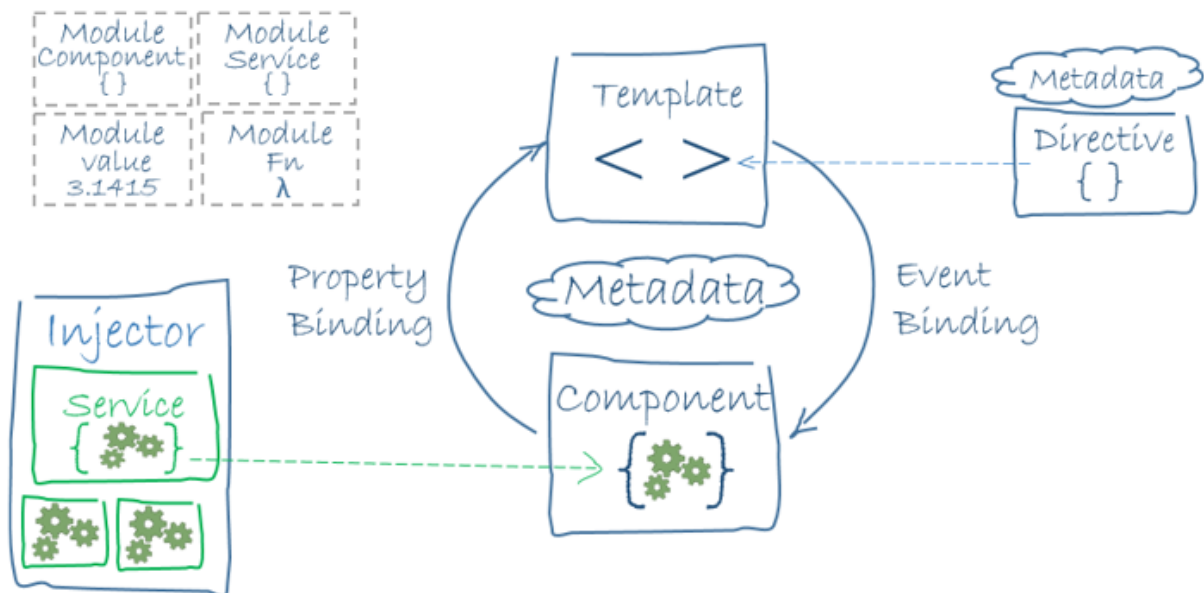 Module
Component
{ }
Module
Service
{ }
Module
value
3.1415
Module
Fn
λ
Template
< >
Metadata
Directive
{ }
Property
Binding
Metadata
Event
Binding
Injector
Service
{ }
Component
{ }